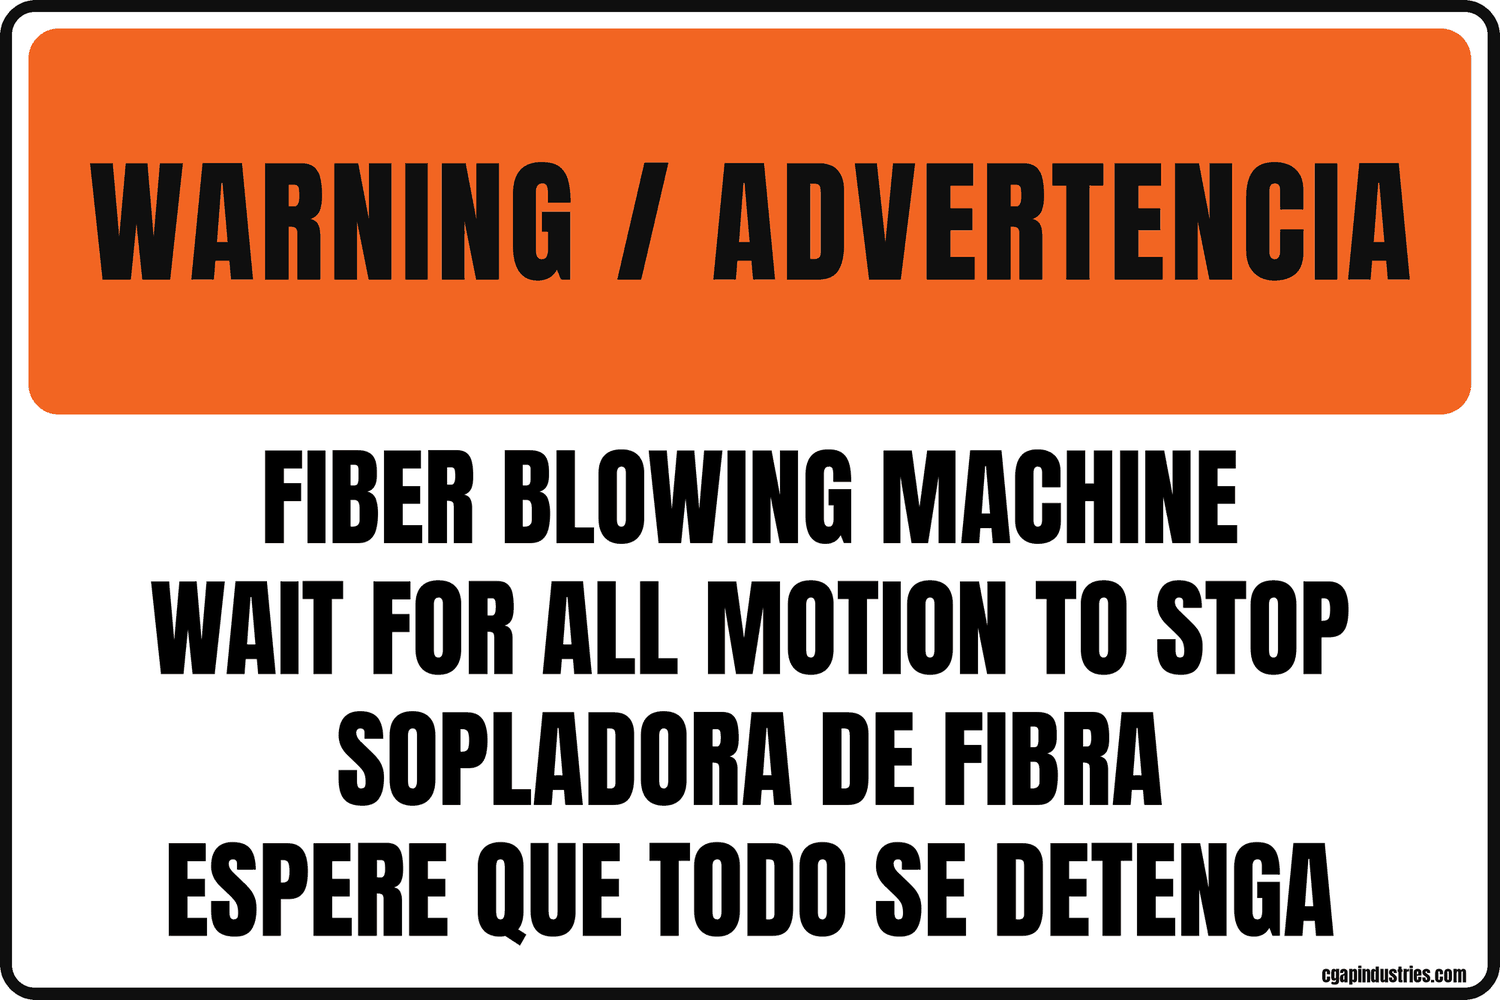 WARNING / ADVERTENCIA
FIBER BLOWING MACHINE
WAIT FOR ALL MOTION TO STOP
SOPLADORA DE FIBRA
ESPERE QUE TODO SE DETENGA
cgapindustries.com